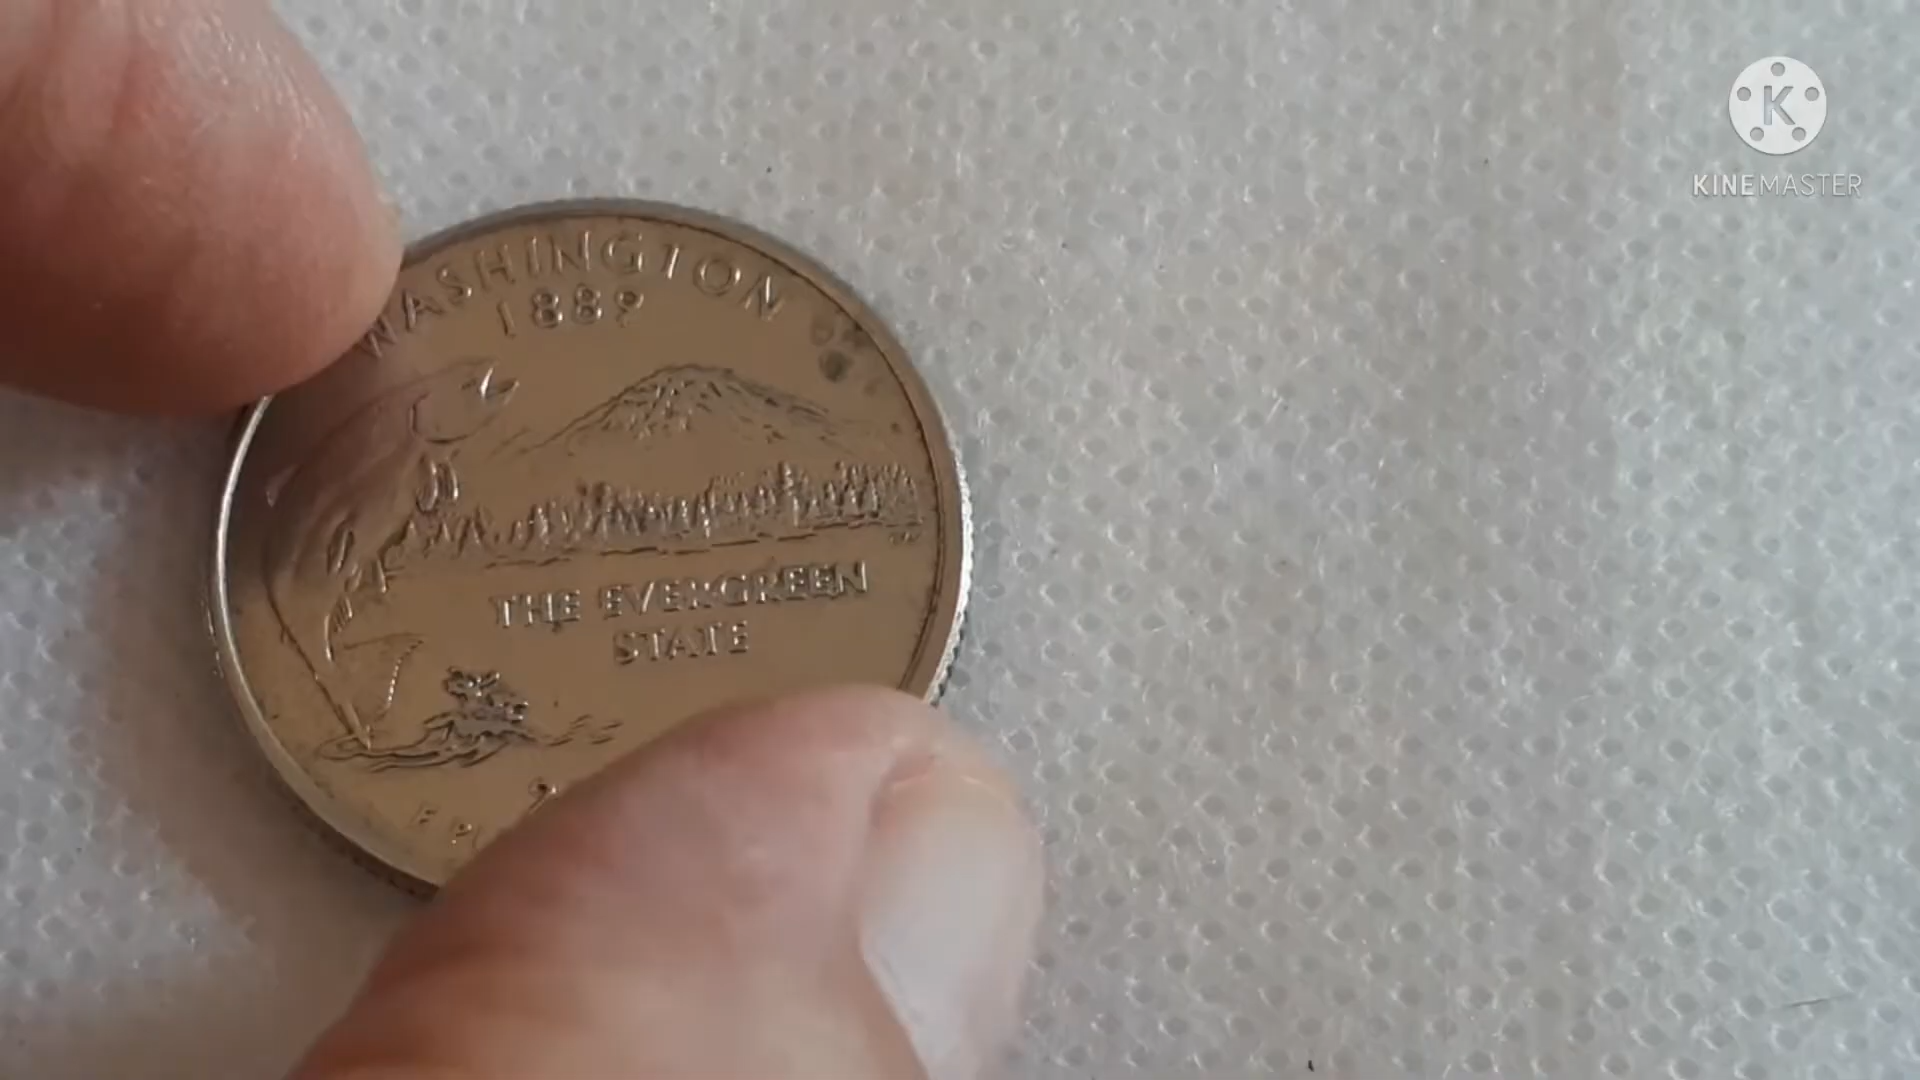 WASHINGTON
1889
THE EVERGREEN
STATE
K
KINEMASTER